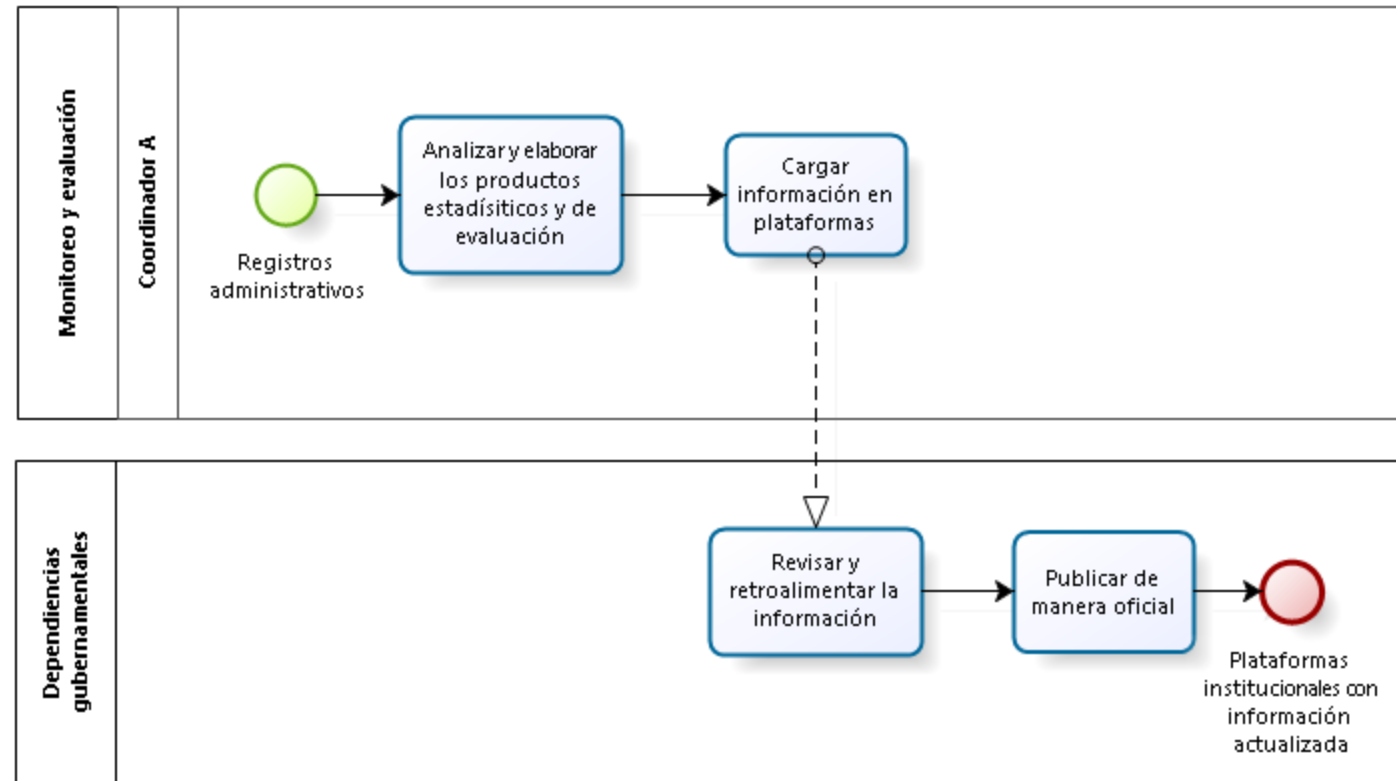 Monitoreo y evaluación
Coordinador A
Registros
administrativos
Analizar y elaborar
los productos
estadísiticos y de
evaluación
Cargar
información en
plataformas
Dependiencias
gubernamentales
Revisar y
retroalimentar la
información
Publicar de
manera oficial
Plataformas
institucionales con
información
actualizada